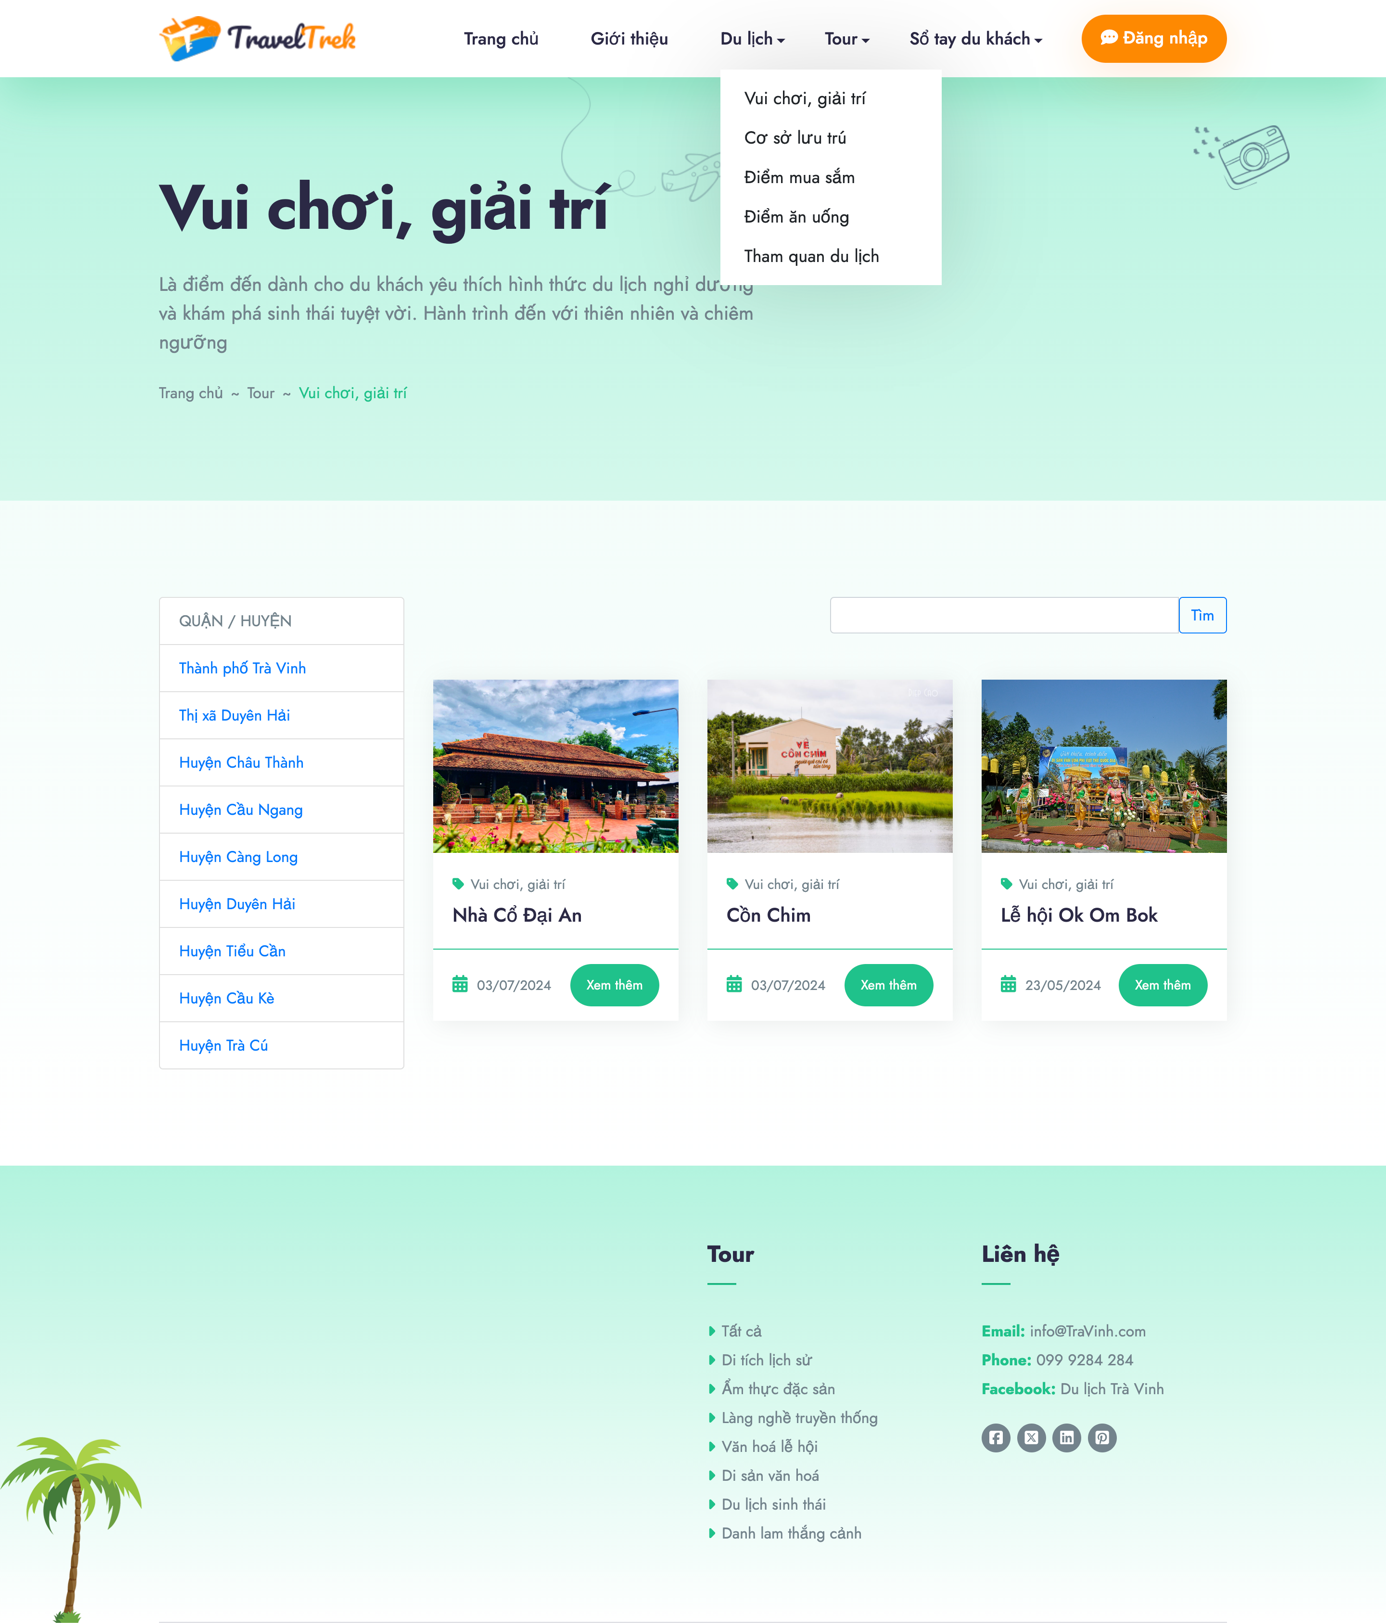 TravelTrek
Trang chủ
Giới thiệu
Du lịch
Tour
Sổ tay du khách
Đăng nhập
Vui chơi, giải trí
Cơ sở lưu trú
Điểm mua sắm
Điểm ăn uống
Tham quan du lịch
Vui chơi, giải trí
Là điểm đến dành cho du khách yêu thích hình thức du lịch nghỉ dưỡng
và khám phá sinh thái tuyệt vời. Hành trình đến với thiên nhiên và chiêm
ngưỡng
Trang chủ ~ Tour ~ Vui chơi, giải trí
QUẬN / HUYỆN
Thành phố Trà Vinh
Thị xã Duyên Hải
Huyện Châu Thành
Huyện Cầu Ngang
Huyện Càng Long
Huyện Duyên Hải
Huyện Tiểu Cần
Huyện Cầu Kè
Huyện Trà Cú
Tìm
Vui chơi, giải trí
Nhà Cổ Đại An
03/07/2024
Xem thêm
VỀ
CỒN CHIM
Vui chơi, giải trí
Cồn Chim
03/07/2024
Xem thêm
Vui chơi, giải trí
Lễ hội Ok Om Bok
23/05/2024
Xem thêm
Tour
Tất cả
Di tích lịch sử
Ẩm thực đặc sản
Làng nghề truyền thống
Văn hoá lễ hội
Di sản văn hoá
Du lịch sinh thái
Danh lam thắng cảnh
Liên hệ
Email: info@TraVinh.com
Phone: 099 9284 284
Facebook: Du lịch Trà Vinh